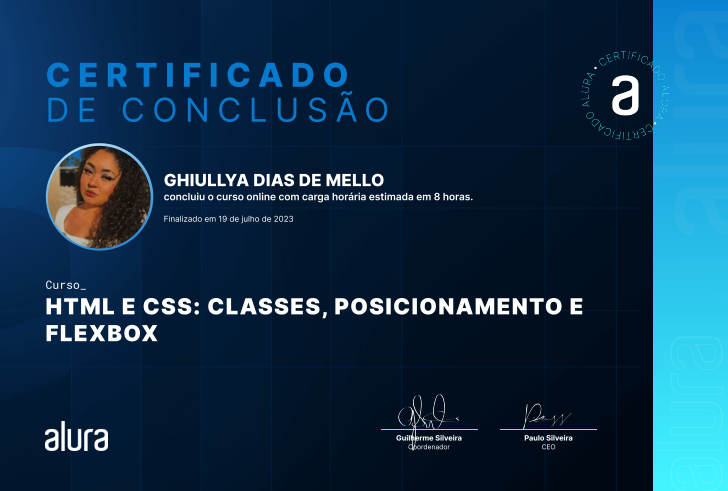 CERTIFICADO
DE CONCLUSÃO
CERTIFICADO ALURA • CERTIFICADO ALURA •
a
GHIULLYA DIAS DE MELLO
concluiu o curso online com carga horária estimada em 8 horas.
Finalizado em 19 de julho de 2023
Curso_
HTML E CSS: CLASSES, POSICIONAMENTO E
FLEXBOX
alura
Guilherme Silveira
Coordenador
Paulo Silveira
CEO
alura
alura